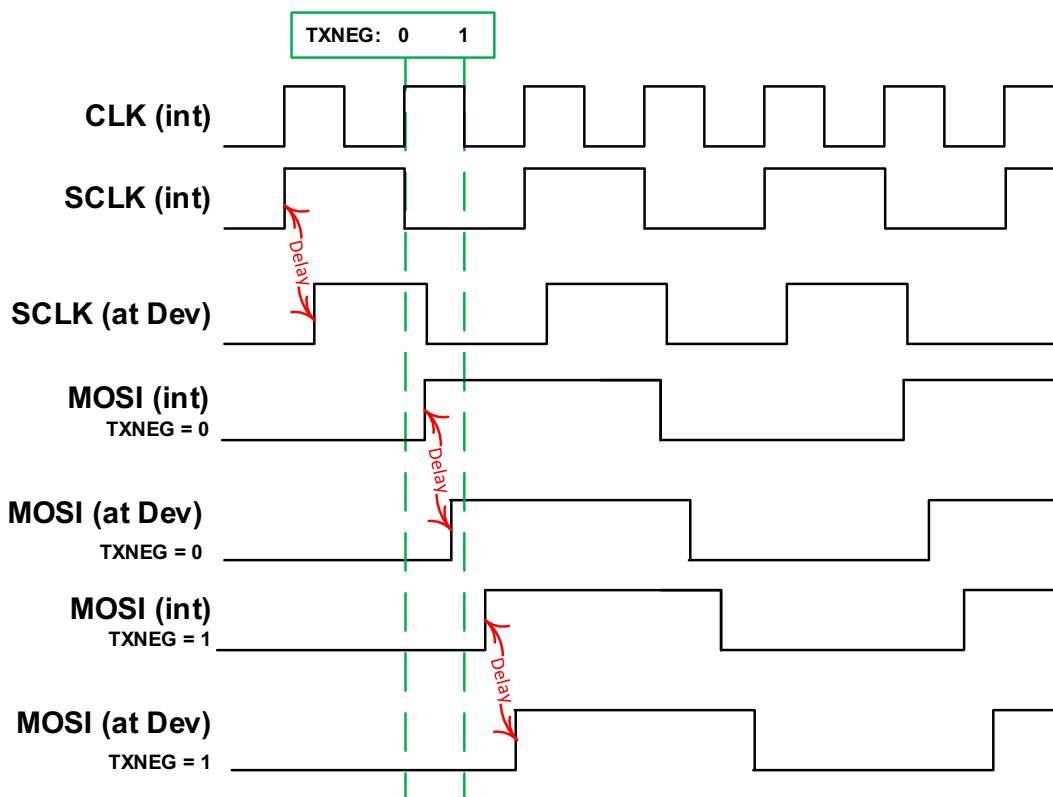 TXNEG: 0 1
CLK (int)
SCLK (int)
Delay
SCLK (at Dev)
MOSI (int)
TXNEG = 0
Delay
MOSI (at Dev)
TXNEG = 0
MOSI (int)
TXNEG = 1
Delay
MOSI (at Dev)
TXNEG = 1